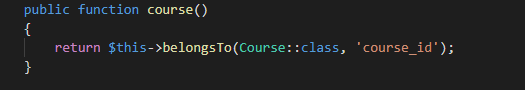 public function course()
{
    return $this->belongsTo(Course::class, 'course_id');
}